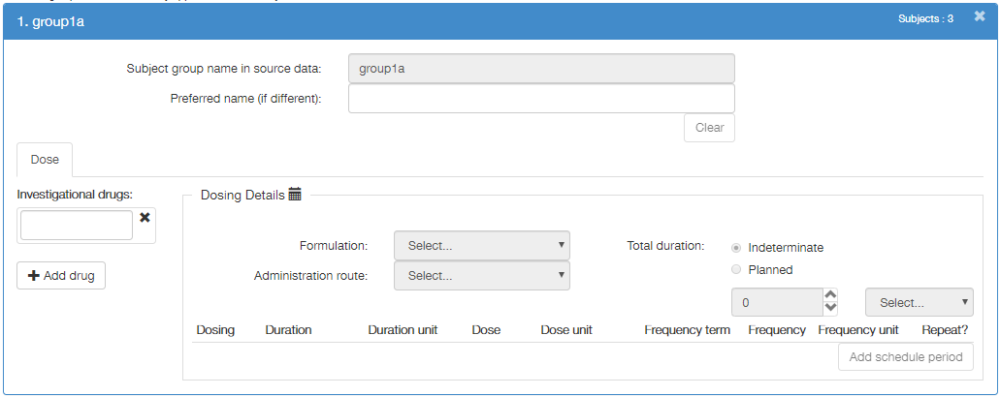 1. group1a
Subjects : 3
Subject group name in source data:
group1a
Preferred name (if different):
Clear
Dose
Investigational drugs:
Dosing Details
Formulation:
Select...
Total duration:
Indeterminate
Administration route:
Select...
Planned
Add drug
0
Select...
Dosing Duration Duration unit Dose Dose unit Frequency term Frequency Frequency unit Repeat?
Add schedule period